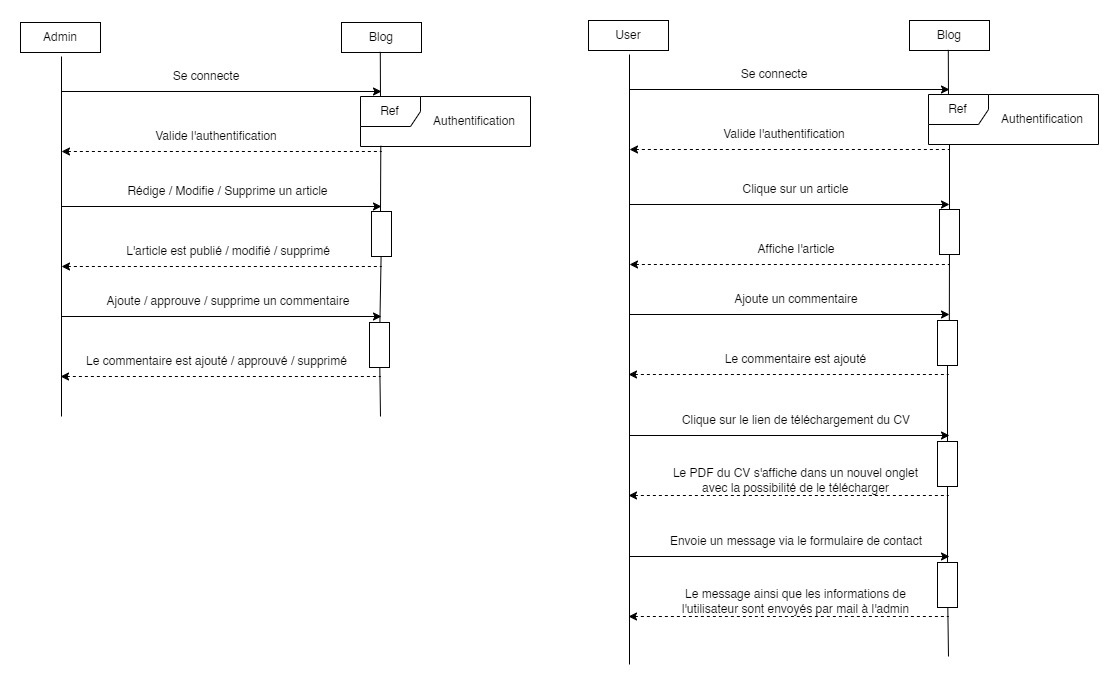 Admin
Blog
Se connecte
Ref
Authentification
Valide l'authentification
Rédige / Modifie / Supprime un article
L'article est publié / modifié / supprimé
Ajoute / approuve / supprime un commentaire
Le commentaire est ajouté / approuvé / supprimé
User
Blog
Se connecte
Ref
Authentification
Valide l'authentification
Clique sur un article
Affiche l'article
Ajoute un commentaire
Le commentaire est ajouté
Clique sur le lien de téléchargement du CV
Le PDF du CV s'affiche dans un nouvel onglet
avec la possibilité de le télécharger
Envoie un message via le formulaire de contact
Le message ainsi que les informations de
l'utilisateur sont envoyés par mail à l'admin